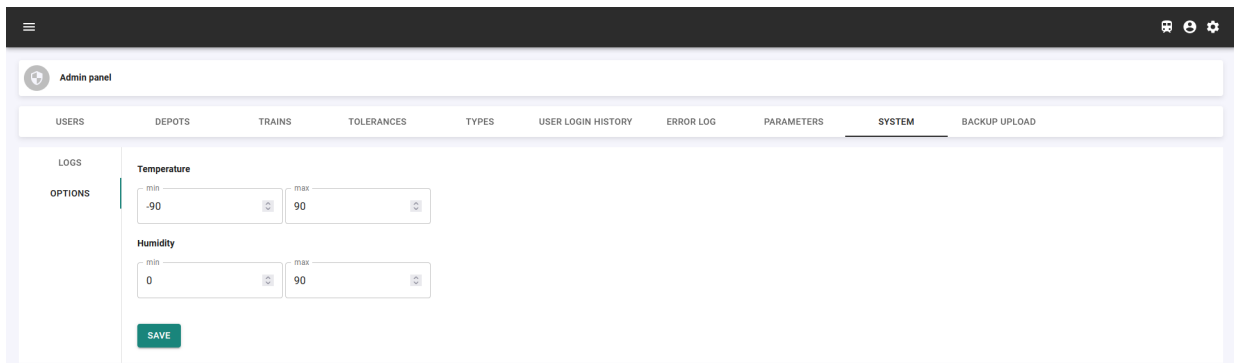 Admin panel
USERS DEPOTS TRAINS TOLERANCES TYPES USER LOGIN HISTORY ERROR LOG PARAMETERS SYSTEM BACKUP UPLOAD
LOGS
OPTIONS
Temperature
min max
-90 90
Humidity
min max
0 90
SAVE